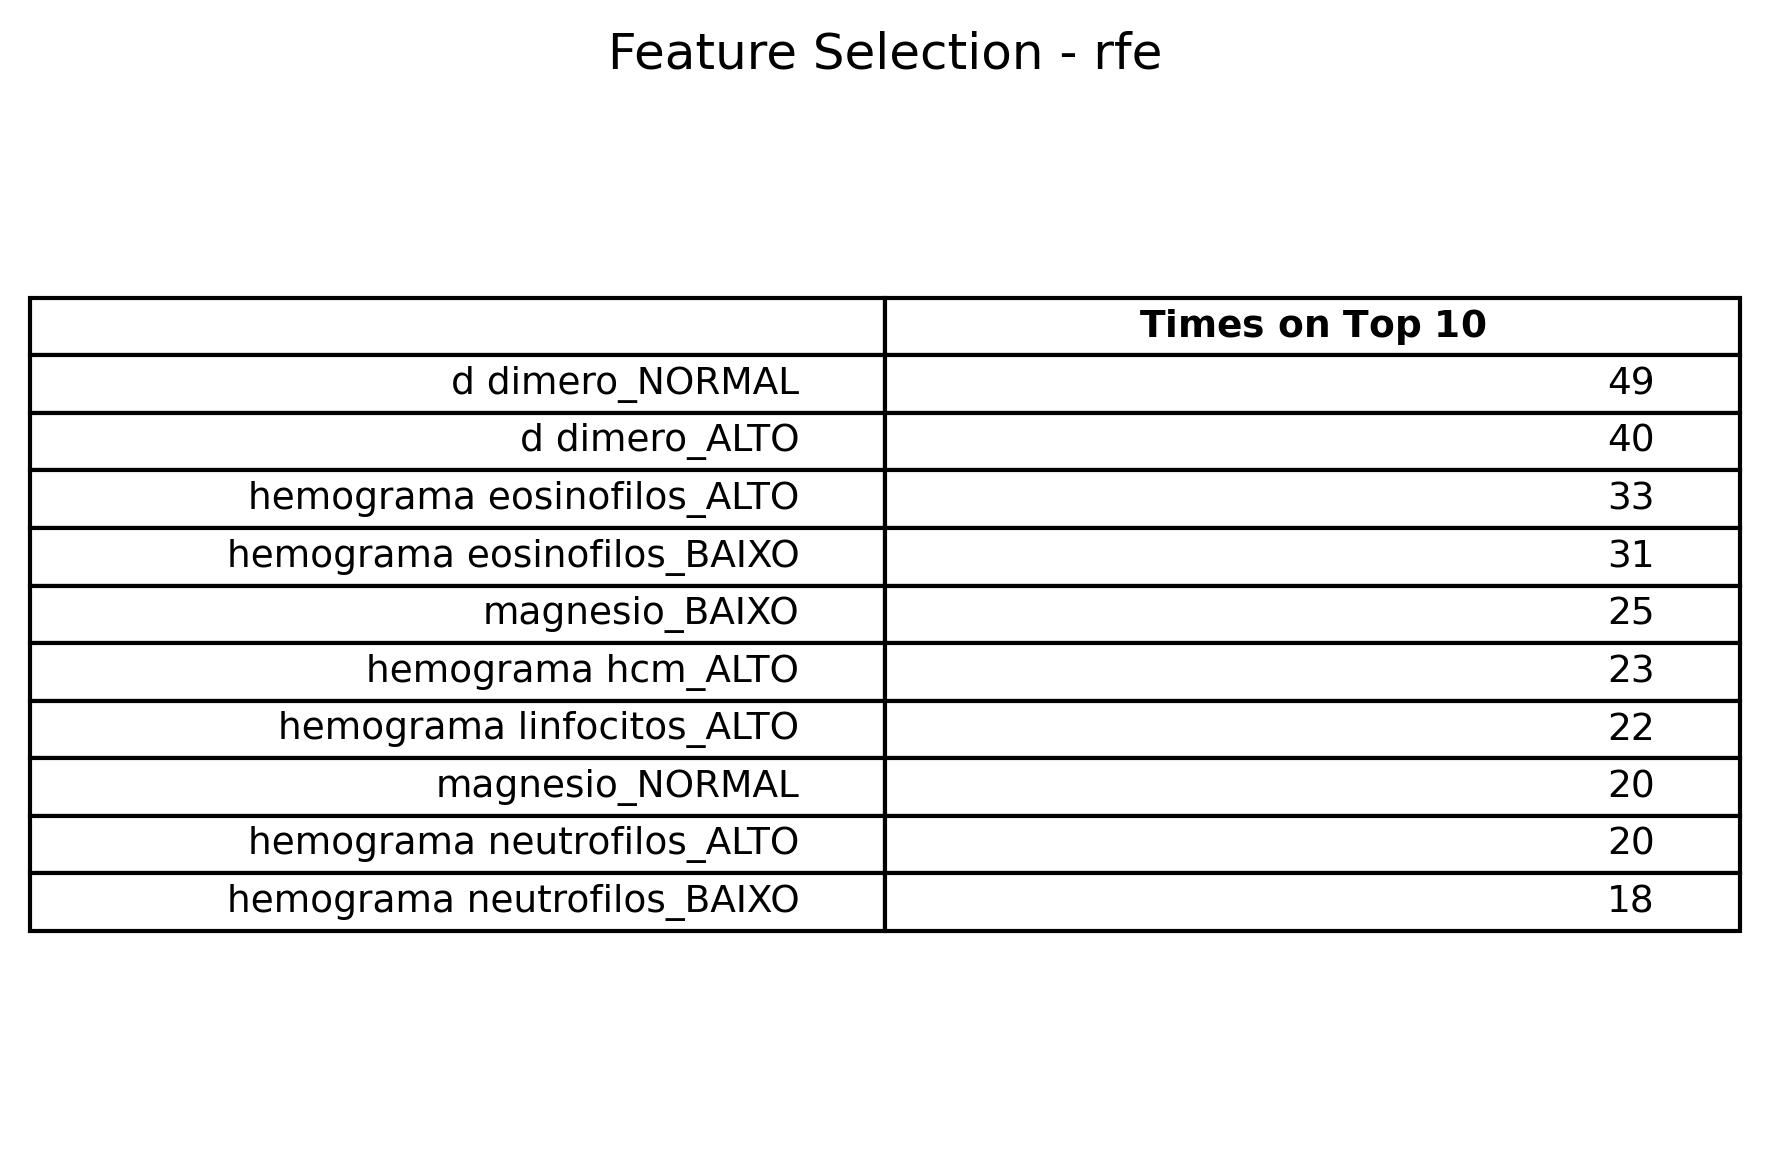 Feature Selection - rfe
Times on Top 10
d dimero_NORMAL 49
d dimero_ALTO 40
hemograma eosinofilos_ALTO 33
hemograma eosinofilos_BAIXO 31
magnesio_BAIXO 25
hemograma hcm_ALTO 23
hemograma linfocitos_ALTO 22
magnesio_NORMAL 20
hemograma neutrofilos_ALTO 20
hemograma neutrofilos_BAIXO 18